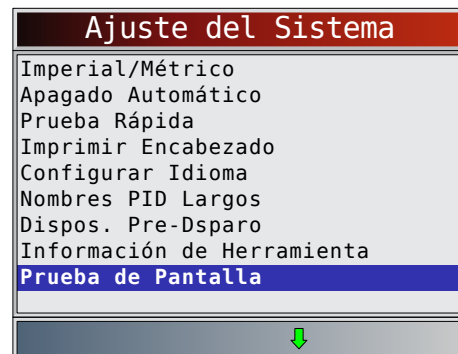 Ajuste del Sistema
Imperial/Métrico
Apagado Automático
Prueba Rápida
Imprimir Encabezado
Configurar Idioma
Nombres PID Largos
Dispos. Pre-Dsparo
Información de Herramienta
Prueba de Pantalla